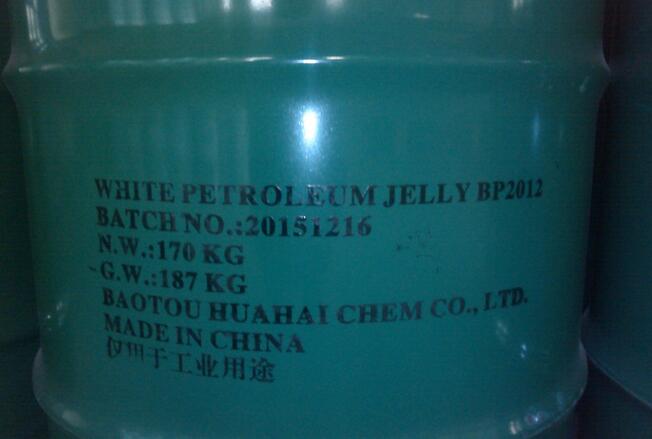 WHITE PETROLEUM JELLY BP2012
BATCH NO.:20151216
N.W.:170 KG
G.W.:187 KG
BAOTOU HUAHAI CHEM CO., LTD.
MADE IN CHINA
仅用于工业用途